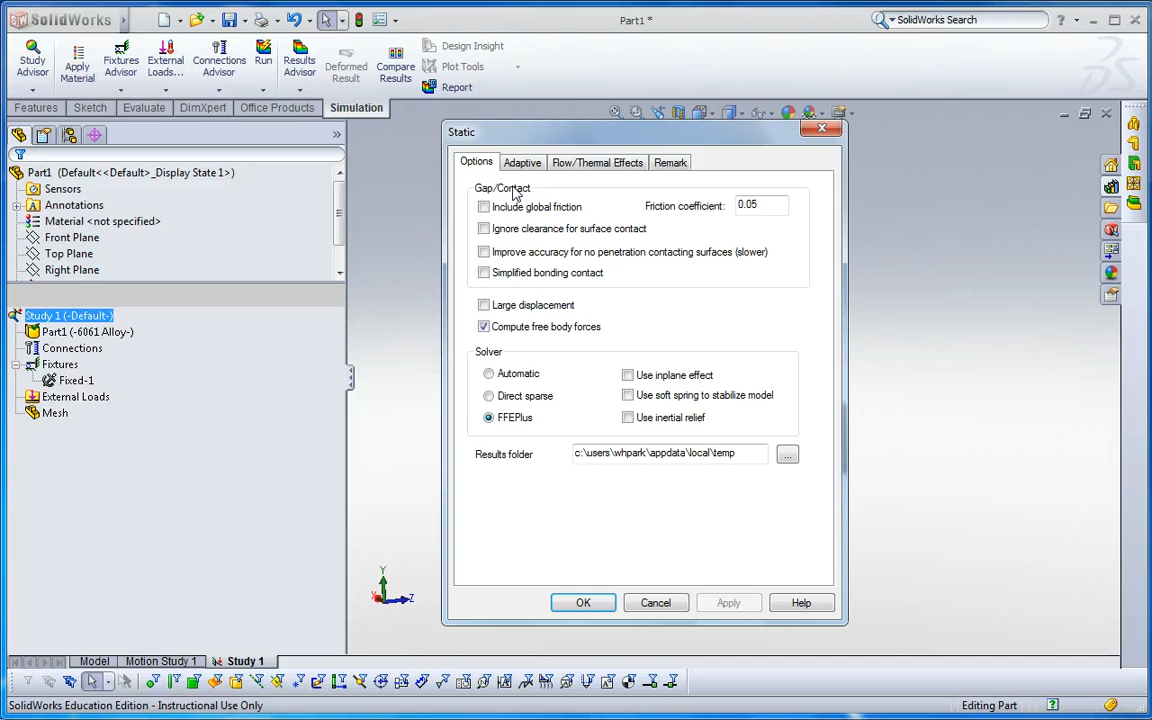 SolidWorks
Part1 *
SolidWorks Search
Study Advisor
Apply Material
Fixtures Advisor
External Loads...
Connections Advisor
Run
Results Advisor
Deformed Result
Compare Results
Design Insight
Plot Tools
Report
Features
Sketch
Evaluate
DimXpert
Office Products
Simulation
Part1 (Default<<Default>_Display State 1>)
Sensors
Annotations
Material <not specified>
Front Plane
Top Plane
Right Plane
Study 1 (-Default-)
Part1 (-6061 Alloy-)
Connections
Fixtures
Fixed-1
External Loads
Mesh
Static
Options
Adaptive
Flow/Thermal Effects
Remark
Gap/Contact
Include global friction
Friction coefficient:
0.05
Ignore clearance for surface contact
Improve accuracy for no penetration contacting surfaces (slower)
Simplified bonding contact
Large displacement
Compute free body forces
Solver
Automatic
Use inplane effect
Direct sparse
Use soft spring to stabilize model
FFEPlus
Use inertial relief
Results folder
c:\users\whpark\appdata\local\temp
...
OK
Cancel
Apply
Help
Y
X
Z
Model
Motion Study 1
Study 1
SolidWorks Education Edition - Instructional Use Only
Editing Part